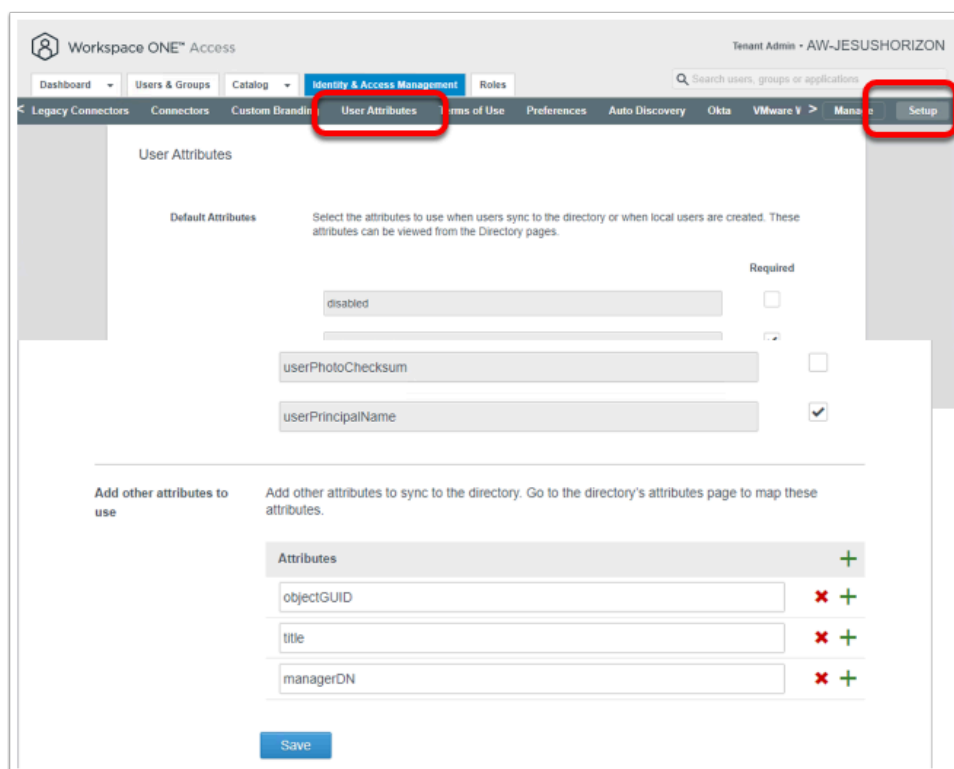 Workspace ONE™ Access
Tenant Admin • AW-JESUSHORIZON
Dashboard Users & Groups Catalog Identity & Access Management Roles
Search users, groups or applications
< Legacy Connectors Connectors Custom Branding User Attributes Terms of Use Preferences Auto Discovery Okta VMware > Manage Setup
User Attributes
Default Attributes
Select the attributes to use when users sync to the directory or when local users are created. These
attributes can be viewed from the Directory pages.
Required
disabled
userPhotoChecksum
userPrincipalName
Add other attributes to
use
Add other attributes to sync to the directory. Go to the directory's attributes page to map these
attributes.
Attributes
objectGUID
title
managerDN
Save